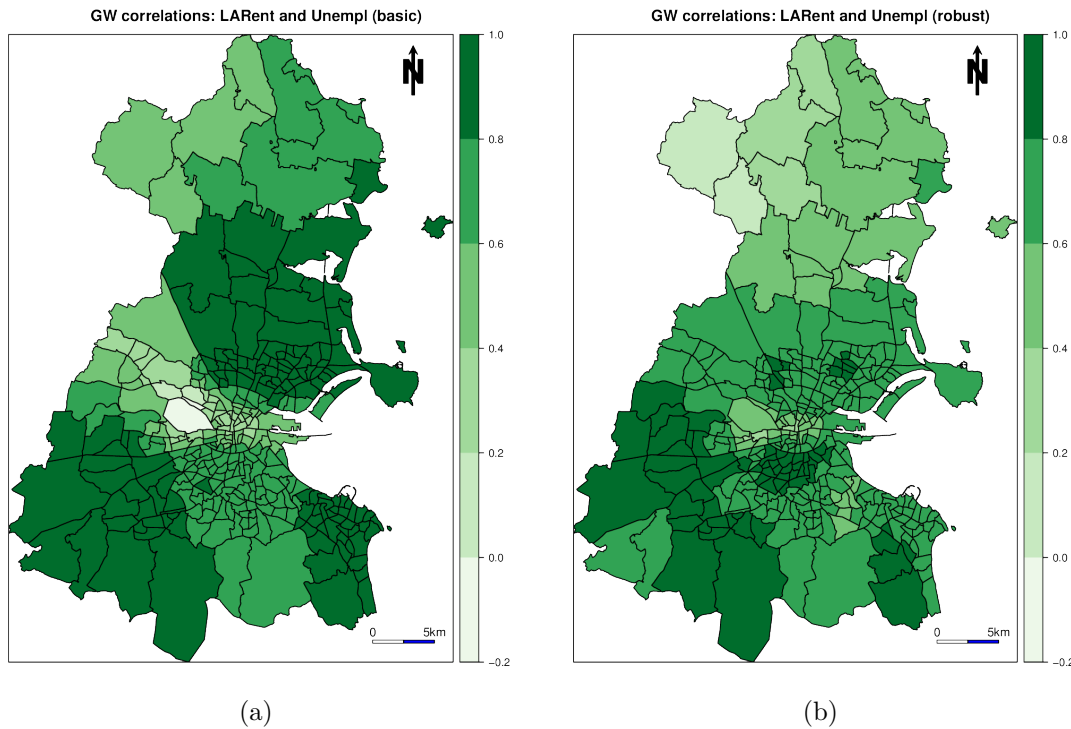 GW correlations: LARent and Unempl (basic)
N
1.0
0.8
0.6
0.4
0.2
0.0
−0.2
0 5km
(a)
GW correlations: LARent and Unempl (robust)
N
1.0
0.8
0.6
0.4
0.2
0.0
−0.2
0 5km
(b)